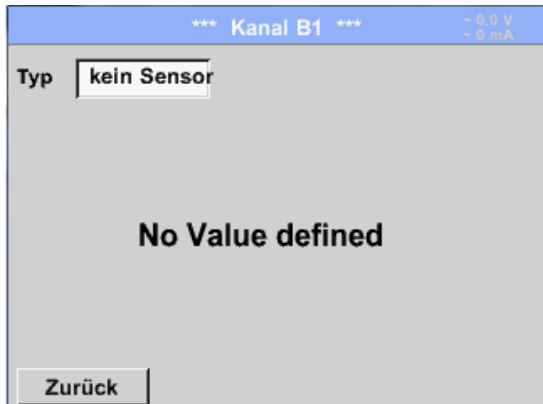 *** Kanal B1 ***
~ 0.0 V
~ 0 mA
Typ kein Sensor
No Value defined
Zurück